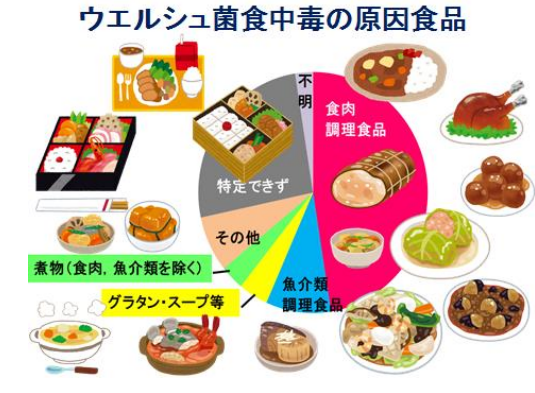 ウエルシュ菌食中毒の原因食品
不
明
食肉
調理食品
特定できず
その他
煮物(食肉, 魚介類を除く)
グラタン・スープ等
魚介類
調理食品